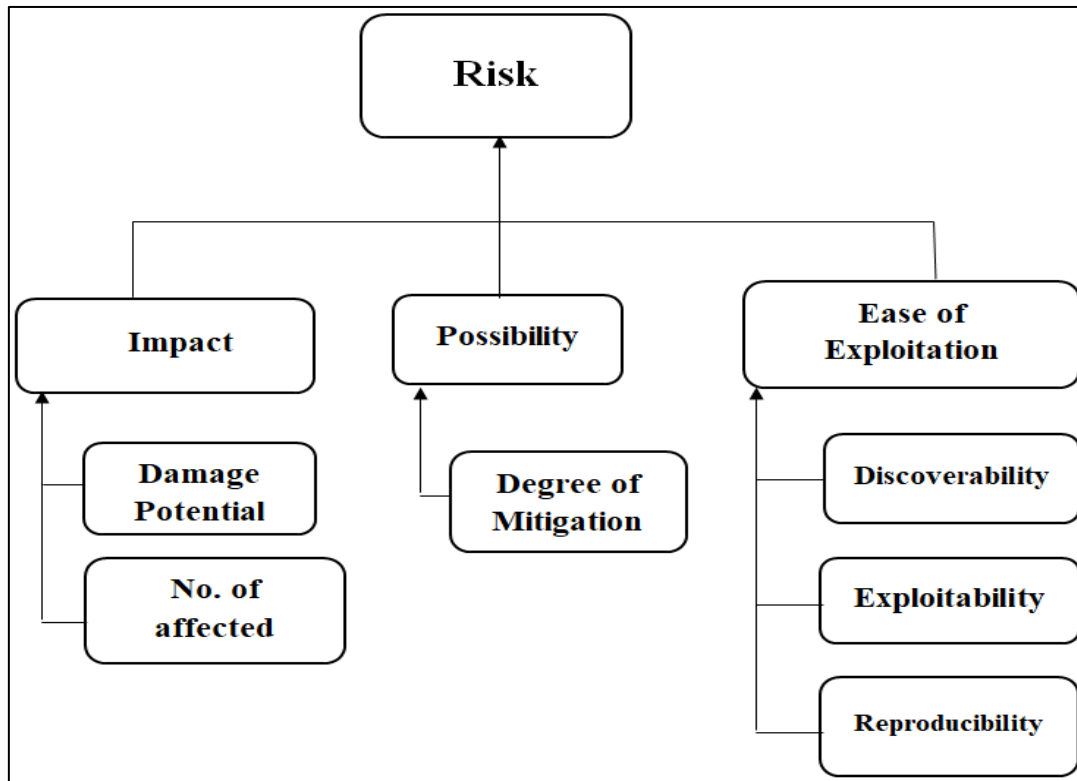 Risk
Impact
Possibility
Ease of
Exploitation
Damage
Potential
No. of
affected
Degree of
Mitigation
Discoverability
Exploitability
Reproducibility